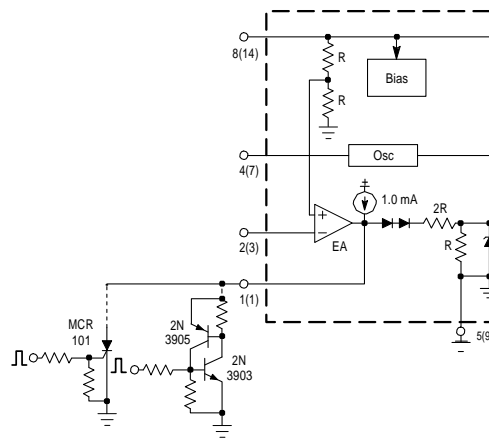 8(14)
R
Bias
R
4(7)
Osc
+
1.0 mA
2R
+
2(3)
−
R
EA
1(1)
5(9
MCR
101
2N
3905
2N
3903